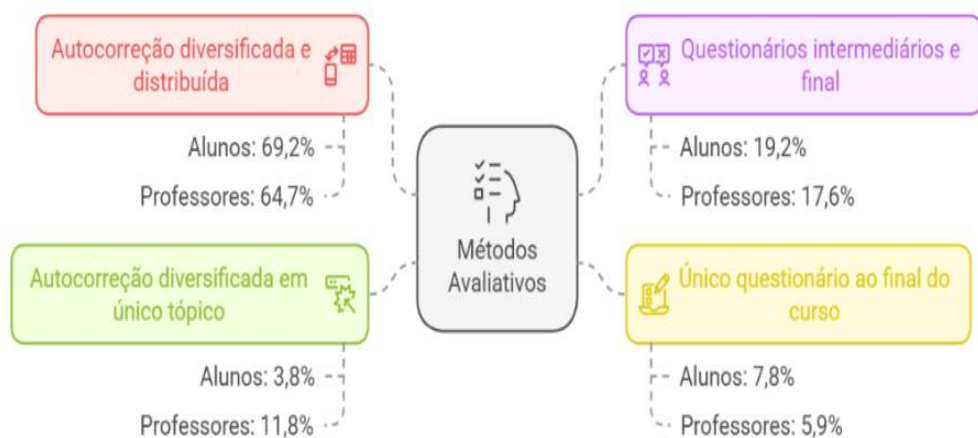 Autocorreção diversificada e
distribuída
Alunos: 69,2%
Professores: 64,7%
Autocorreção diversificada em
único tópico
Alunos: 3,8%
Professores: 11,8%
Métodos
Avaliativos
Questionários intermediários e
final
Alunos: 19,2%
Professores: 17,6%
Único questionário ao final do
curso
Alunos: 7,8%
Professores: 5,9%